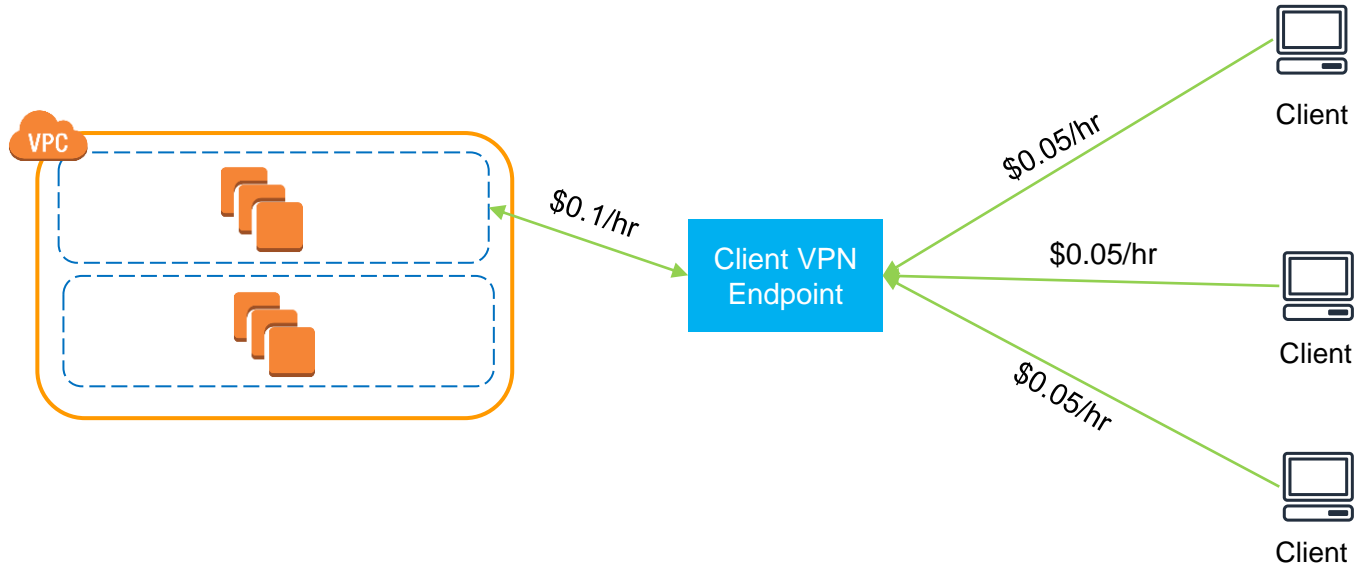 VPC
$0.1/hr
Client VPN
Endpoint
$0.05/hr
$0.05/hr
$0.05/hr
Client
Client
Client